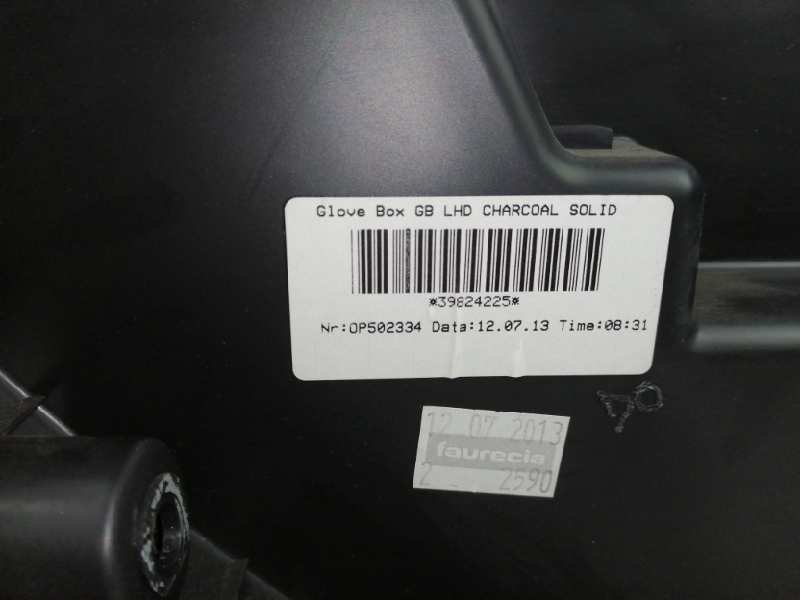 Glove Box GB LHD CHARCOAL SOLID
*39824225*
Nr:OP502334 Data:12.07.13 Time:08:31
12 07 2013
faurecia
2 2590